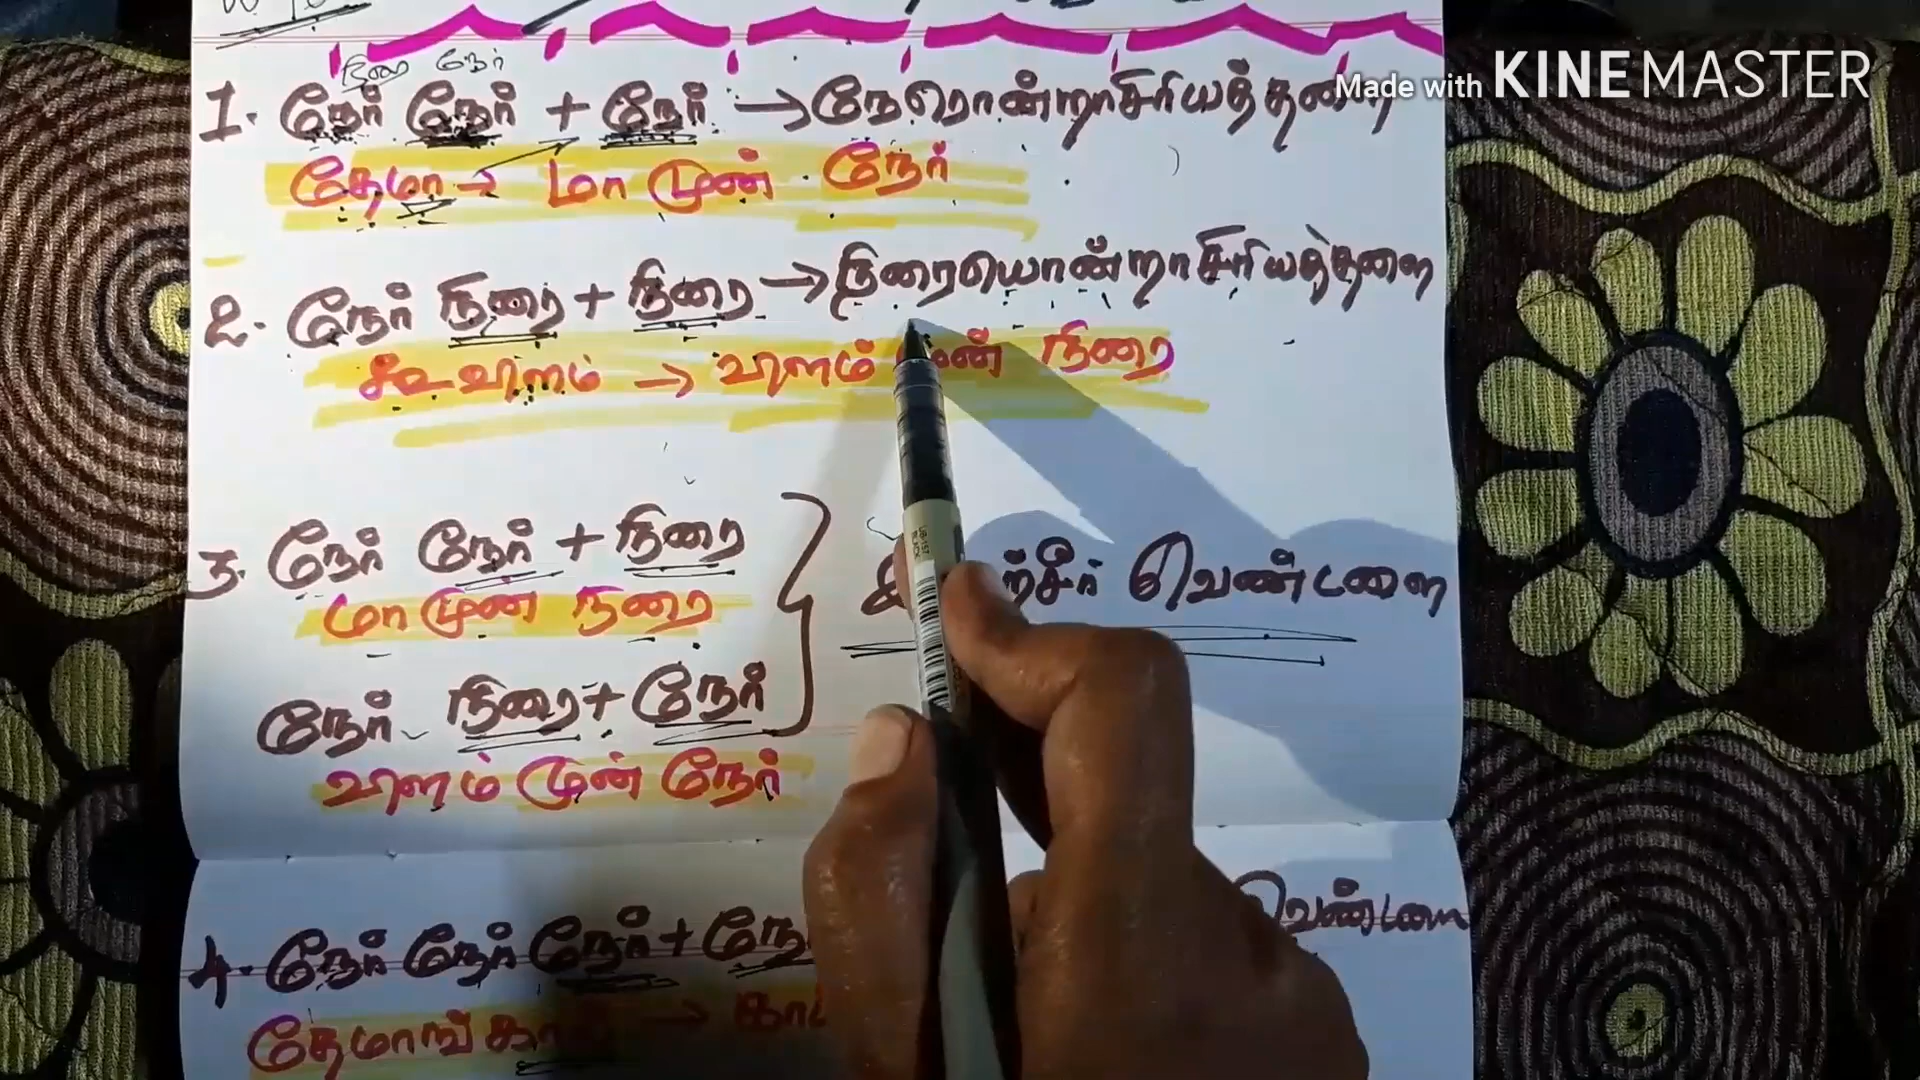 Made with KINEMASTER
நிரை நேர்
1. நேர் நேர் + நேர் → நேரொன்றாசிரியத்தளை
தேமா → மா முன் நேர்
2. நேர் நிரை + நிரை → நிரையொன்றாசிரியத்தளை
கூவிளம் → விளம் முன் நிரை
3. நேர் நேர் + நிரை
மா முன் நிரை
வெண்டளை
நேர் நிரை + நேர்
விளம் முன் நேர்
4. நேர் நேர் நேர் + நேர்
வெண்டளை